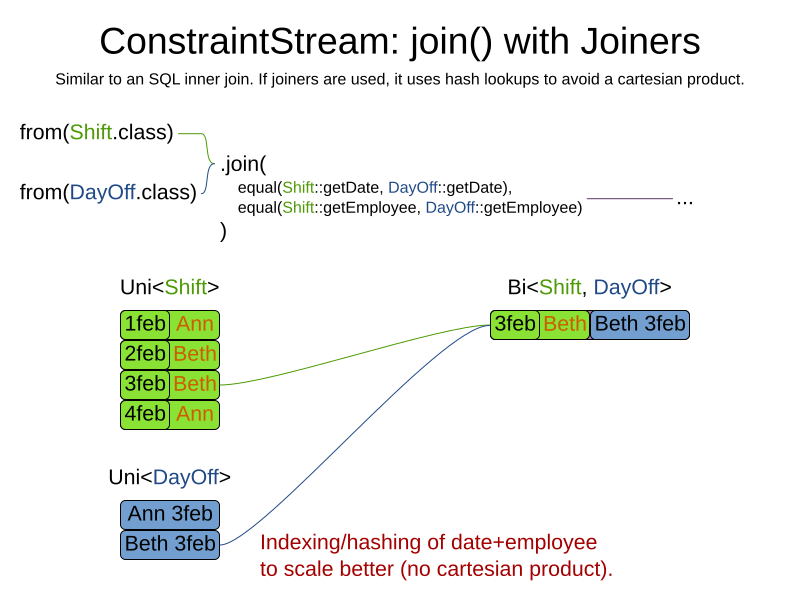 ConstraintStream: join() with Joiners
Similar to an SQL inner join. If joiners are used, it uses hash lookups to avoid a cartesian product.
from(Shift.class)
from(DayOff.class)
.join(
equal(Shift::getDate, DayOff::getDate),
equal(Shift::getEmployee, DayOff::getEmployee)
)
...
Uni<Shift>
1feb Ann
2feb Beth
3feb Beth
4feb Ann
Bi<Shift, DayOff>
3feb Beth Beth 3feb
Uni<DayOff>
Ann 3feb
Beth 3feb
Indexing/hashing of date+employee
to scale better (no cartesian product).